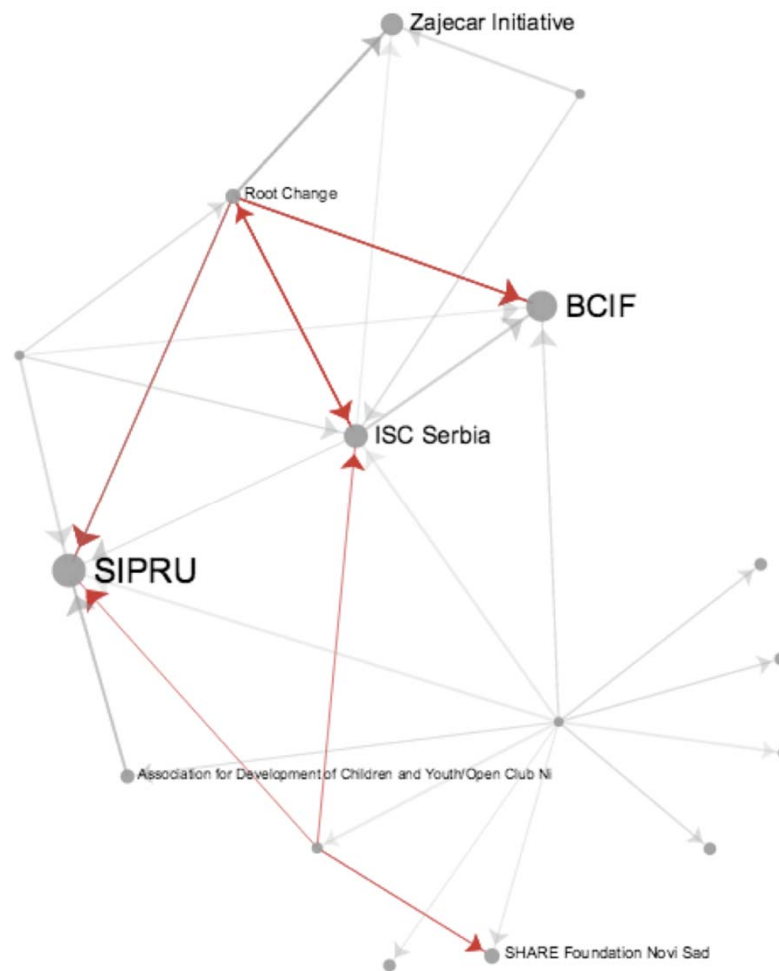 Zajecar Initiative
Root Change
BCIF
ISC Serbia
SIPRU
Association for Development of Children and Youth/Open Club Ni
SHARE Foundation Novi Sad